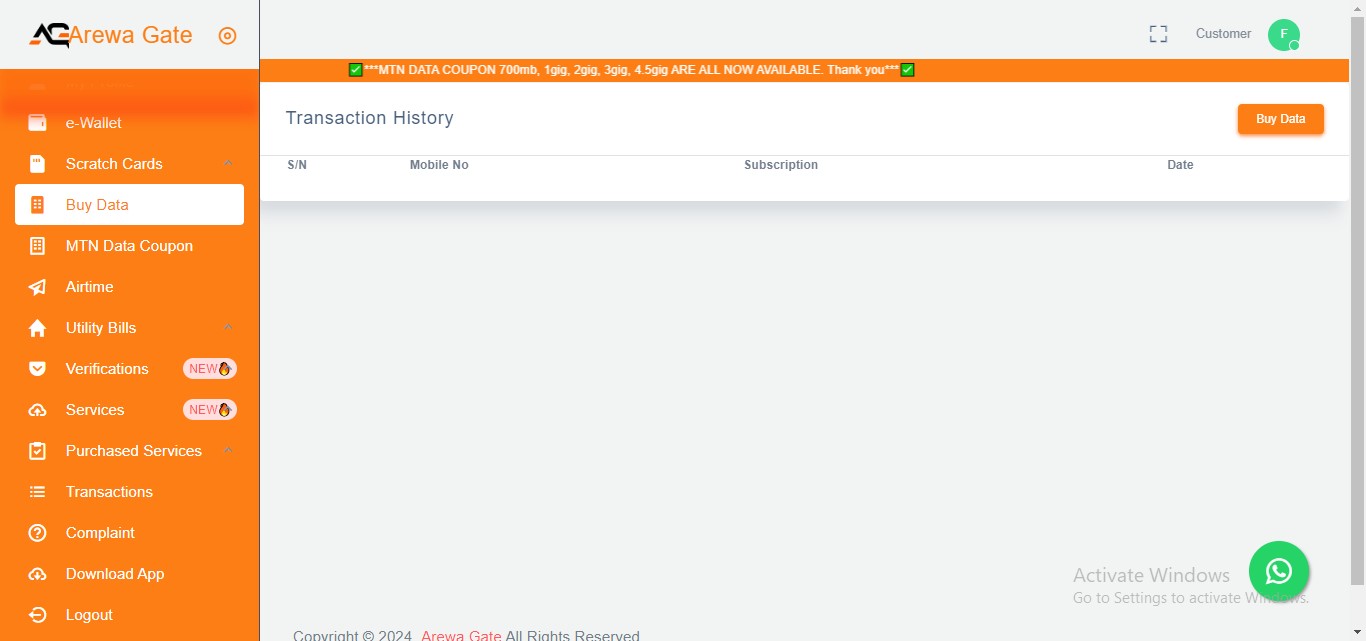 AG Arewa Gate
Customer
F
✅***MTN DATA COUPON 700mb, 1gig, 2gig, 3gig, 4.5gig ARE ALL NOW AVAILABLE. Thank you***✅
Transaction History
Buy Data
S/N Mobile No Subscription Date
e-Wallet
Scratch Cards
Buy Data
MTN Data Coupon
Airtime
Utility Bills
Verifications NEW
Services NEW
Purchased Services
Transactions
Complaint
Download App
Logout
Activate Windows
Go to Settings to activate Windows.
Copyright © 2024 Arewa Gate All Rights Reserved